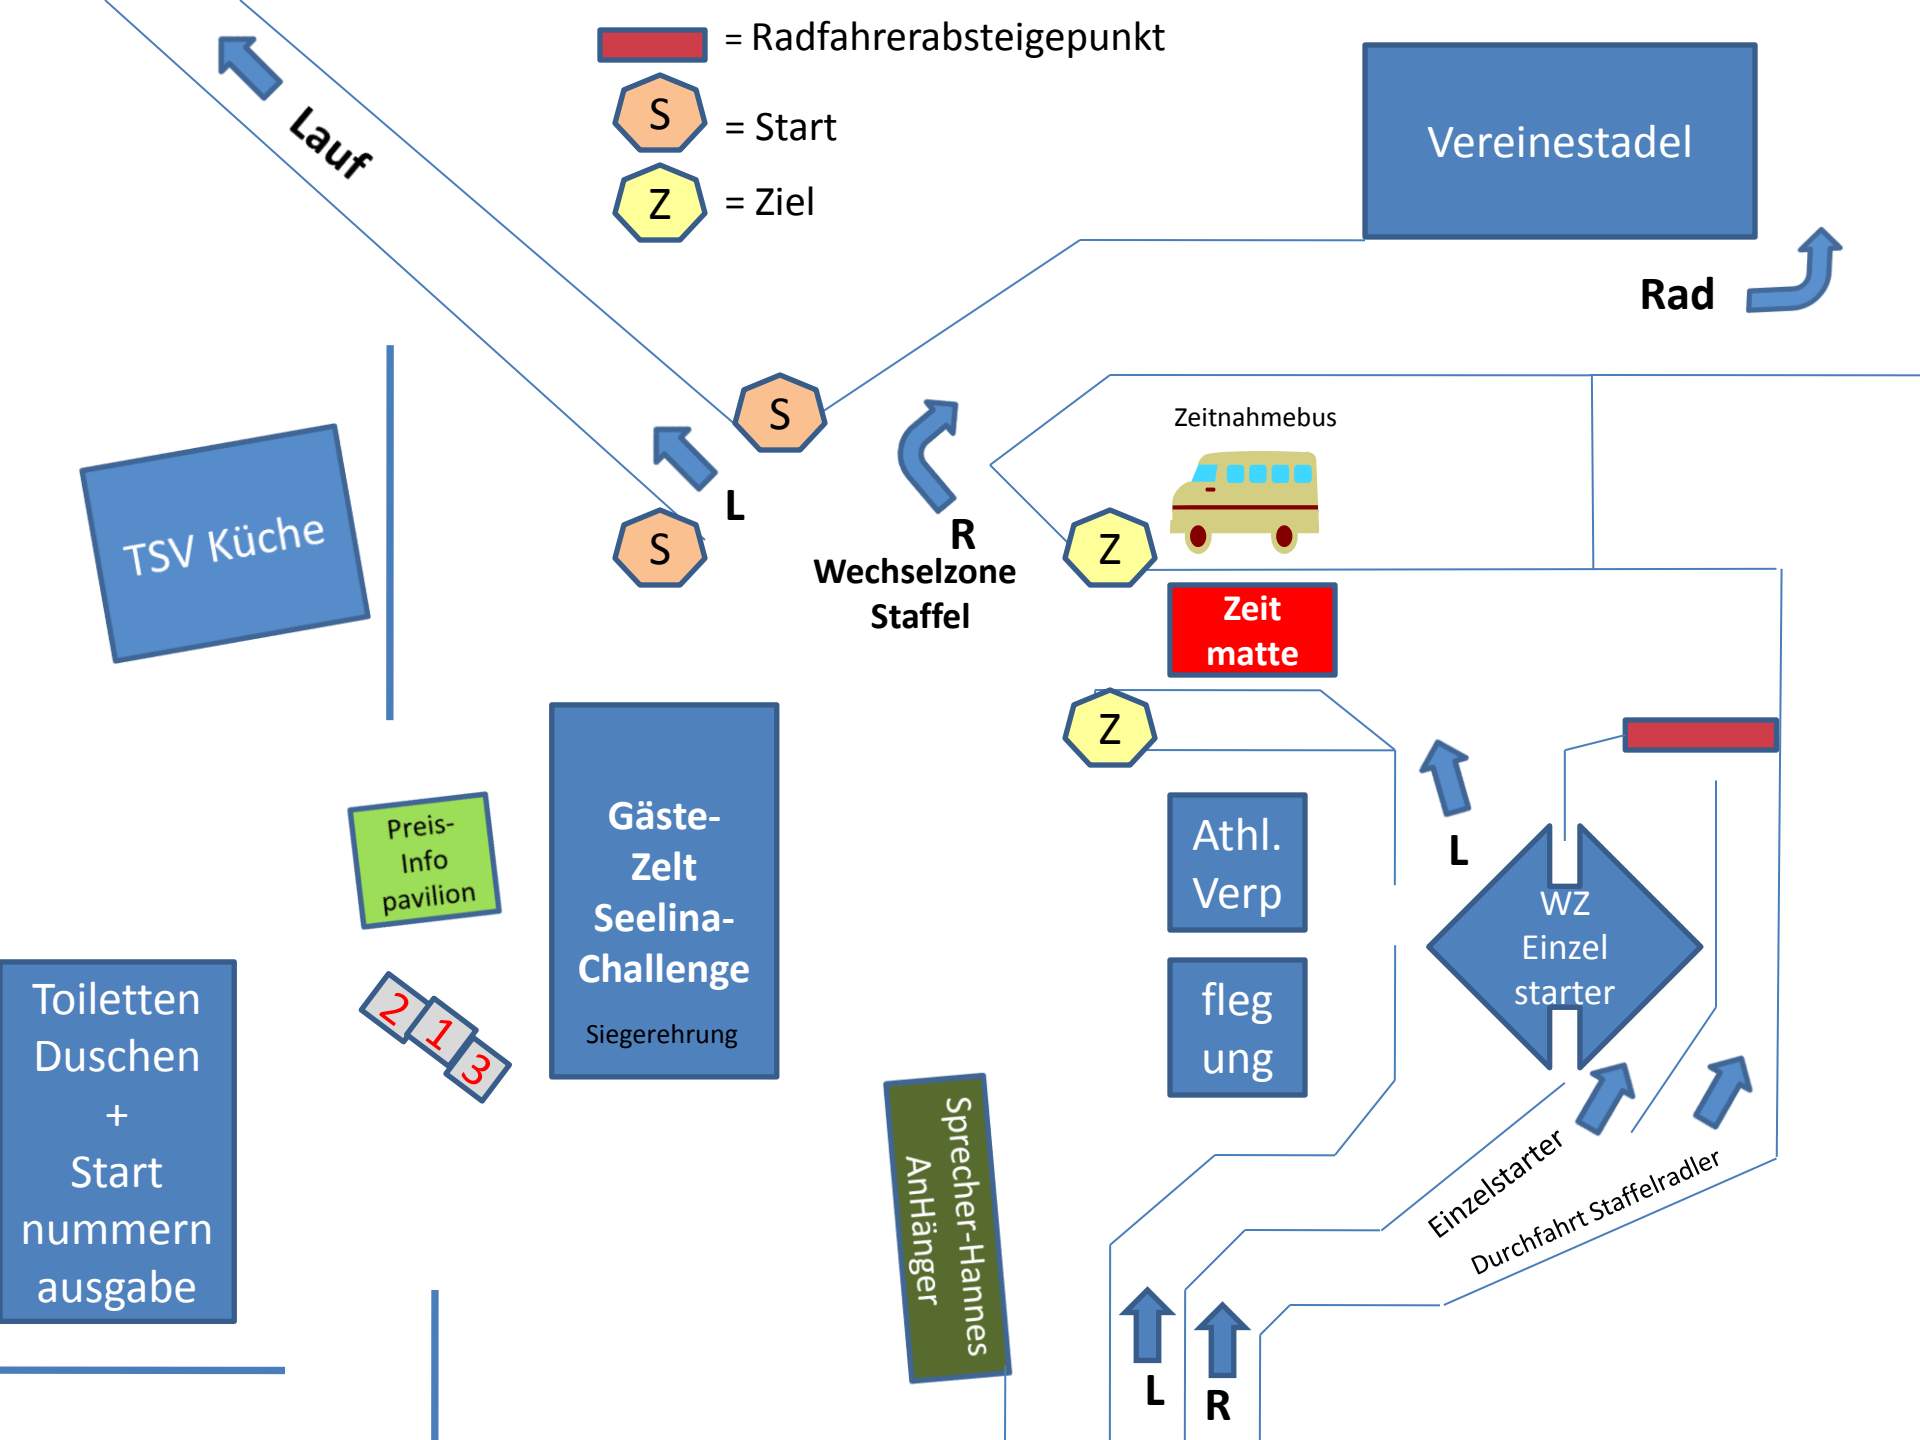 = Radfahrerabsteigepunkt
S
= Start
Z
= Ziel
Lauf
Vereinestadel
Rad
S
Zeitnahmebus
L
S
R
Wechselzone
Staffel
Z
Zeit
matte
TSV Küche
Z
Preis-
Info
pavilion
Gäste-
Zelt
Seelina-
Challenge
Siegerehrung
Athl.
Verp
fleg
ung
L
WZ
Einzel
starter
2
1
3
Toiletten
Duschen
+
Start
nummern
ausgabe
Sprecher-Hannes
AnHänger
Einzelstarter
Durchfahrt Staffelradler
L
R